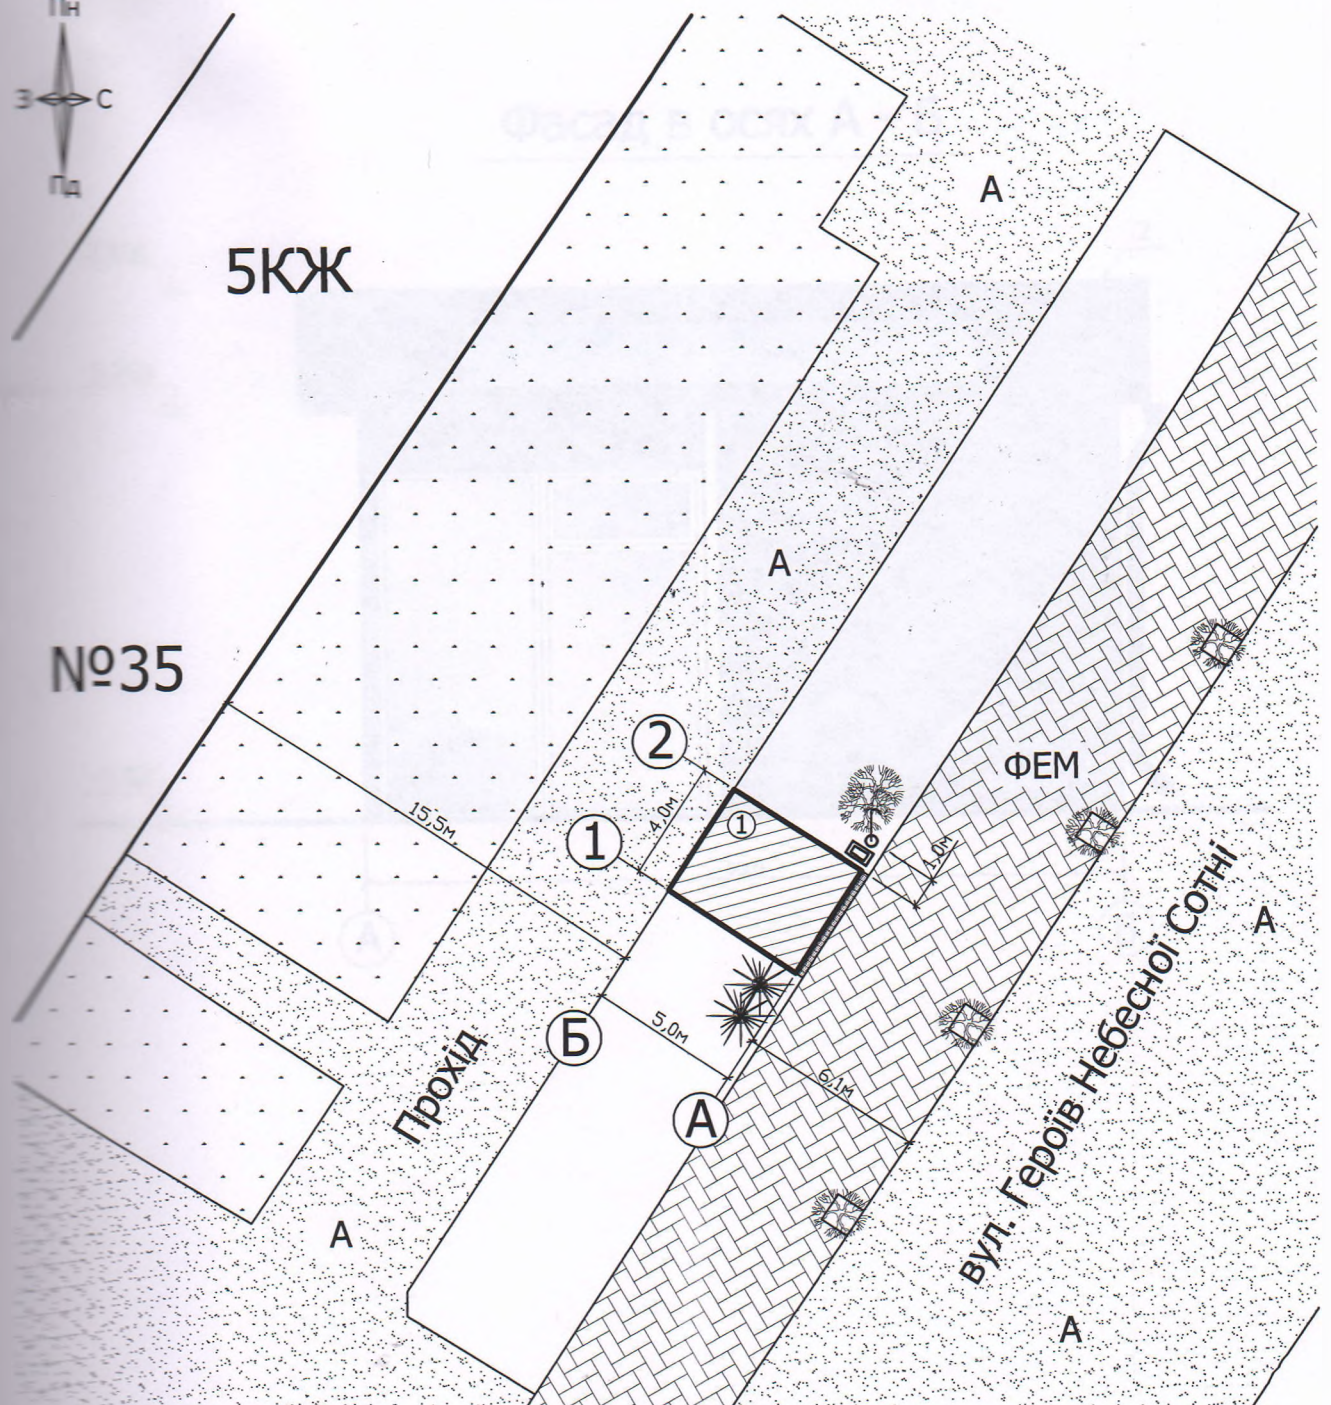 Пн
З С
Пд
Фасад в осях А
А
5КЖ
А
№35
2
ФЕМ
15,5м
4,0м
1
1
1,0м
А
Прохід
Б
5,0м
6,1м
А
вул. Героїв Небесної Сотні
А
А